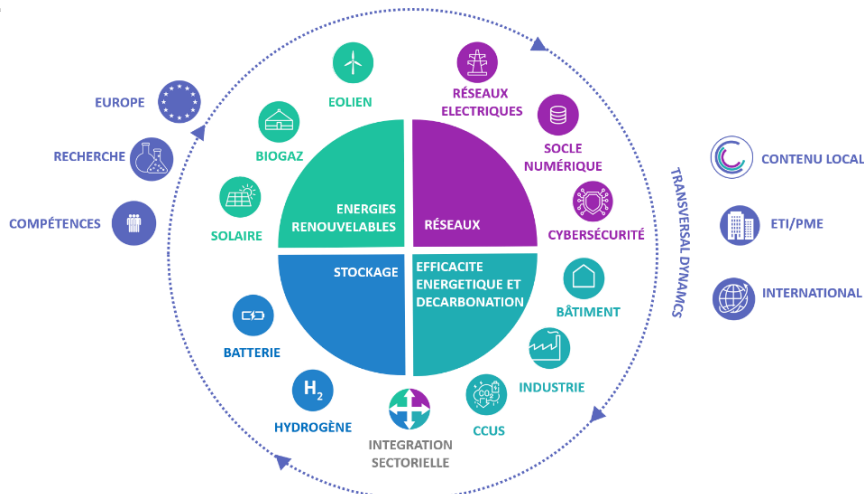 EUROPE
RECHERCHE
COMPÉTENCES
EOLIEN
BIOGAZ
SOLAIRE
ENERGIES
RENOUVELABLES
RÉSEAUX
ELECTRIQUES
SOCLE
NUMÉRIQUE
CYBERSÉCURITÉ
RÉSEAUX
STOCKAGE
BATTERIE
H2
HYDROGÈNE
EFFICACITE
ENERGETIQUE ET
DECARBONATION
BÂTIMENT
INDUSTRIE
CO2
CCUS
INTEGRATION
SECTORIELLE
TRANSVERSAL DYNAMCS
CONTENU LOCAL
ETI/PME
INTERNATIONAL